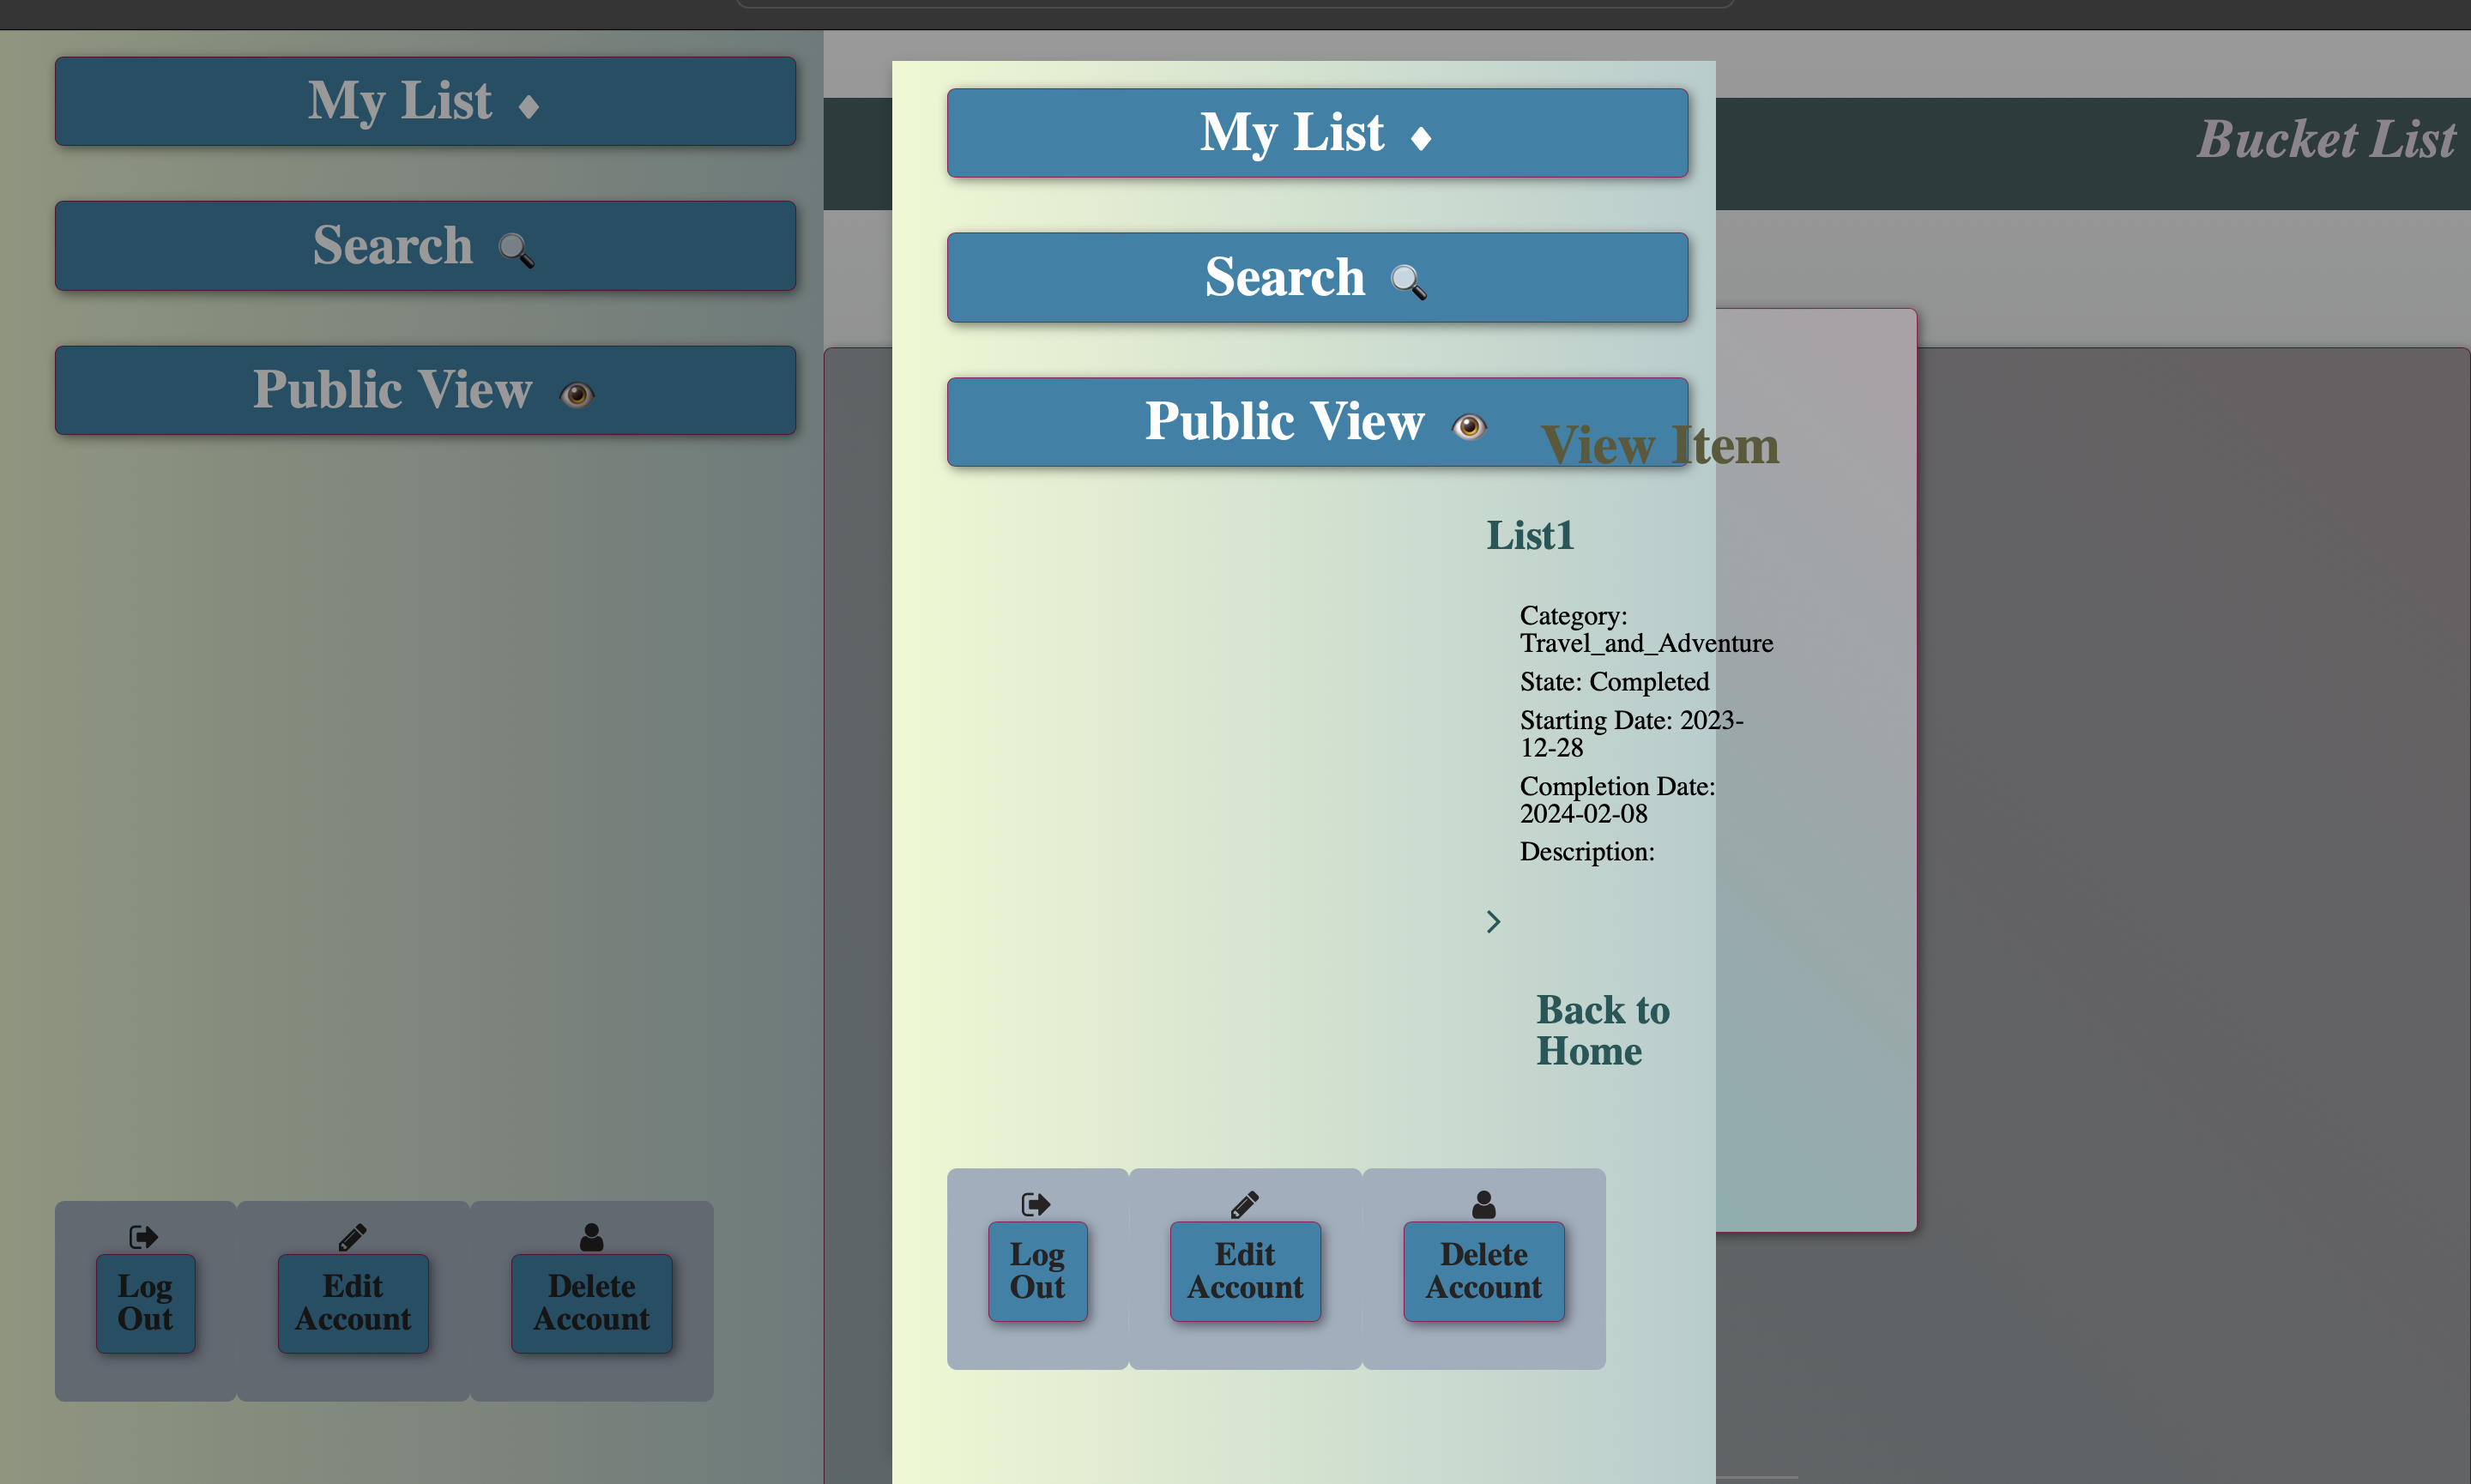 My List ♦
Search 🔍
Public View 👁
Log
Out
Edit
Account
Delete
Account
Bucket List
My List ♦
Search 🔍
Public View 👁
View Item
List1
Category:
Travel_and_Adventure
State: Completed
Starting Date: 2023-
12-28
Completion Date:
2024-02-08
Description:
>
Back to
Home
Log
Out
Edit
Account
Delete
Account